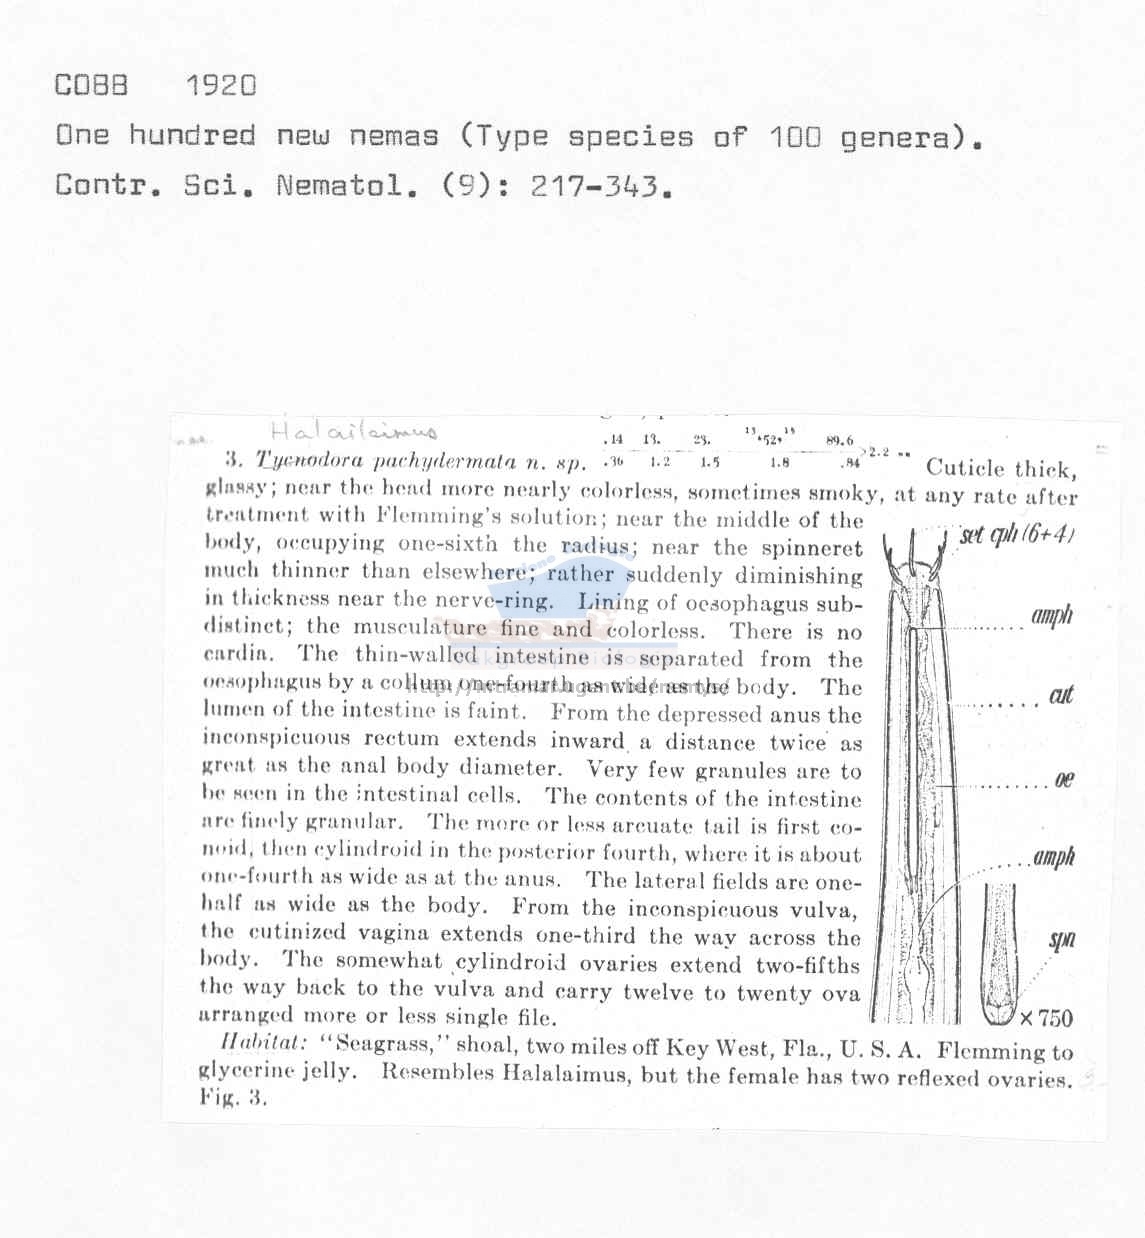 COBB 1920
One hundred new nemas (Type species of 100 genera).
Contr. Sci. Nematol. (9): 217-343.
Halailaimus
.14 13. 23. 13 *52* 15 89.6
3. Tycnodora pachydermata n. sp. .36 1.2 1.5 1.8 .84 >2.2 Cuticle thick,
glassy; near the head more nearly colorless, sometimes smoky, at any rate after
treatment with Flemming's solution; near the middle of the
body, occupying one-sixth the radius; near the spinneret
much thinner than elsewhere; rather suddenly diminishing
in thickness near the nerve-ring. Lining of oesophagus sub-
distinct; the musculature fine and colorless. There is no
cardia. The thin-walled intestine is separated from the
oesophagus by a collum one-fourth as wide as the body. The
lumen of the intestine is faint. From the depressed anus the
inconspicuous rectum extends inward a distance twice as
great as the anal body diameter. Very few granules are to
be seen in the intestinal cells. The contents of the intestine
are finely granular. The more or less arcuate tail is first co-
noid, then cylindroid in the posterior fourth, where it is about
one-fourth as wide as at the anus. The lateral fields are one-
half as wide as the body. From the inconspicuous vulva,
the cutinized vagina extends one-third the way across the
body. The somewhat cylindroid ovaries extend two-fifths
the way back to the vulva and carry twelve to twenty ova
arranged more or less single file.
Habitat: "Seagrass," shoal, two miles off Key West, Fla., U. S. A. Flemming to
glycerine jelly. Resembles Halalaimus, but the female has two reflexed ovaries.
Fig. 3.
set cph (6+4)
amph
cut
oe
amph
spn
×750